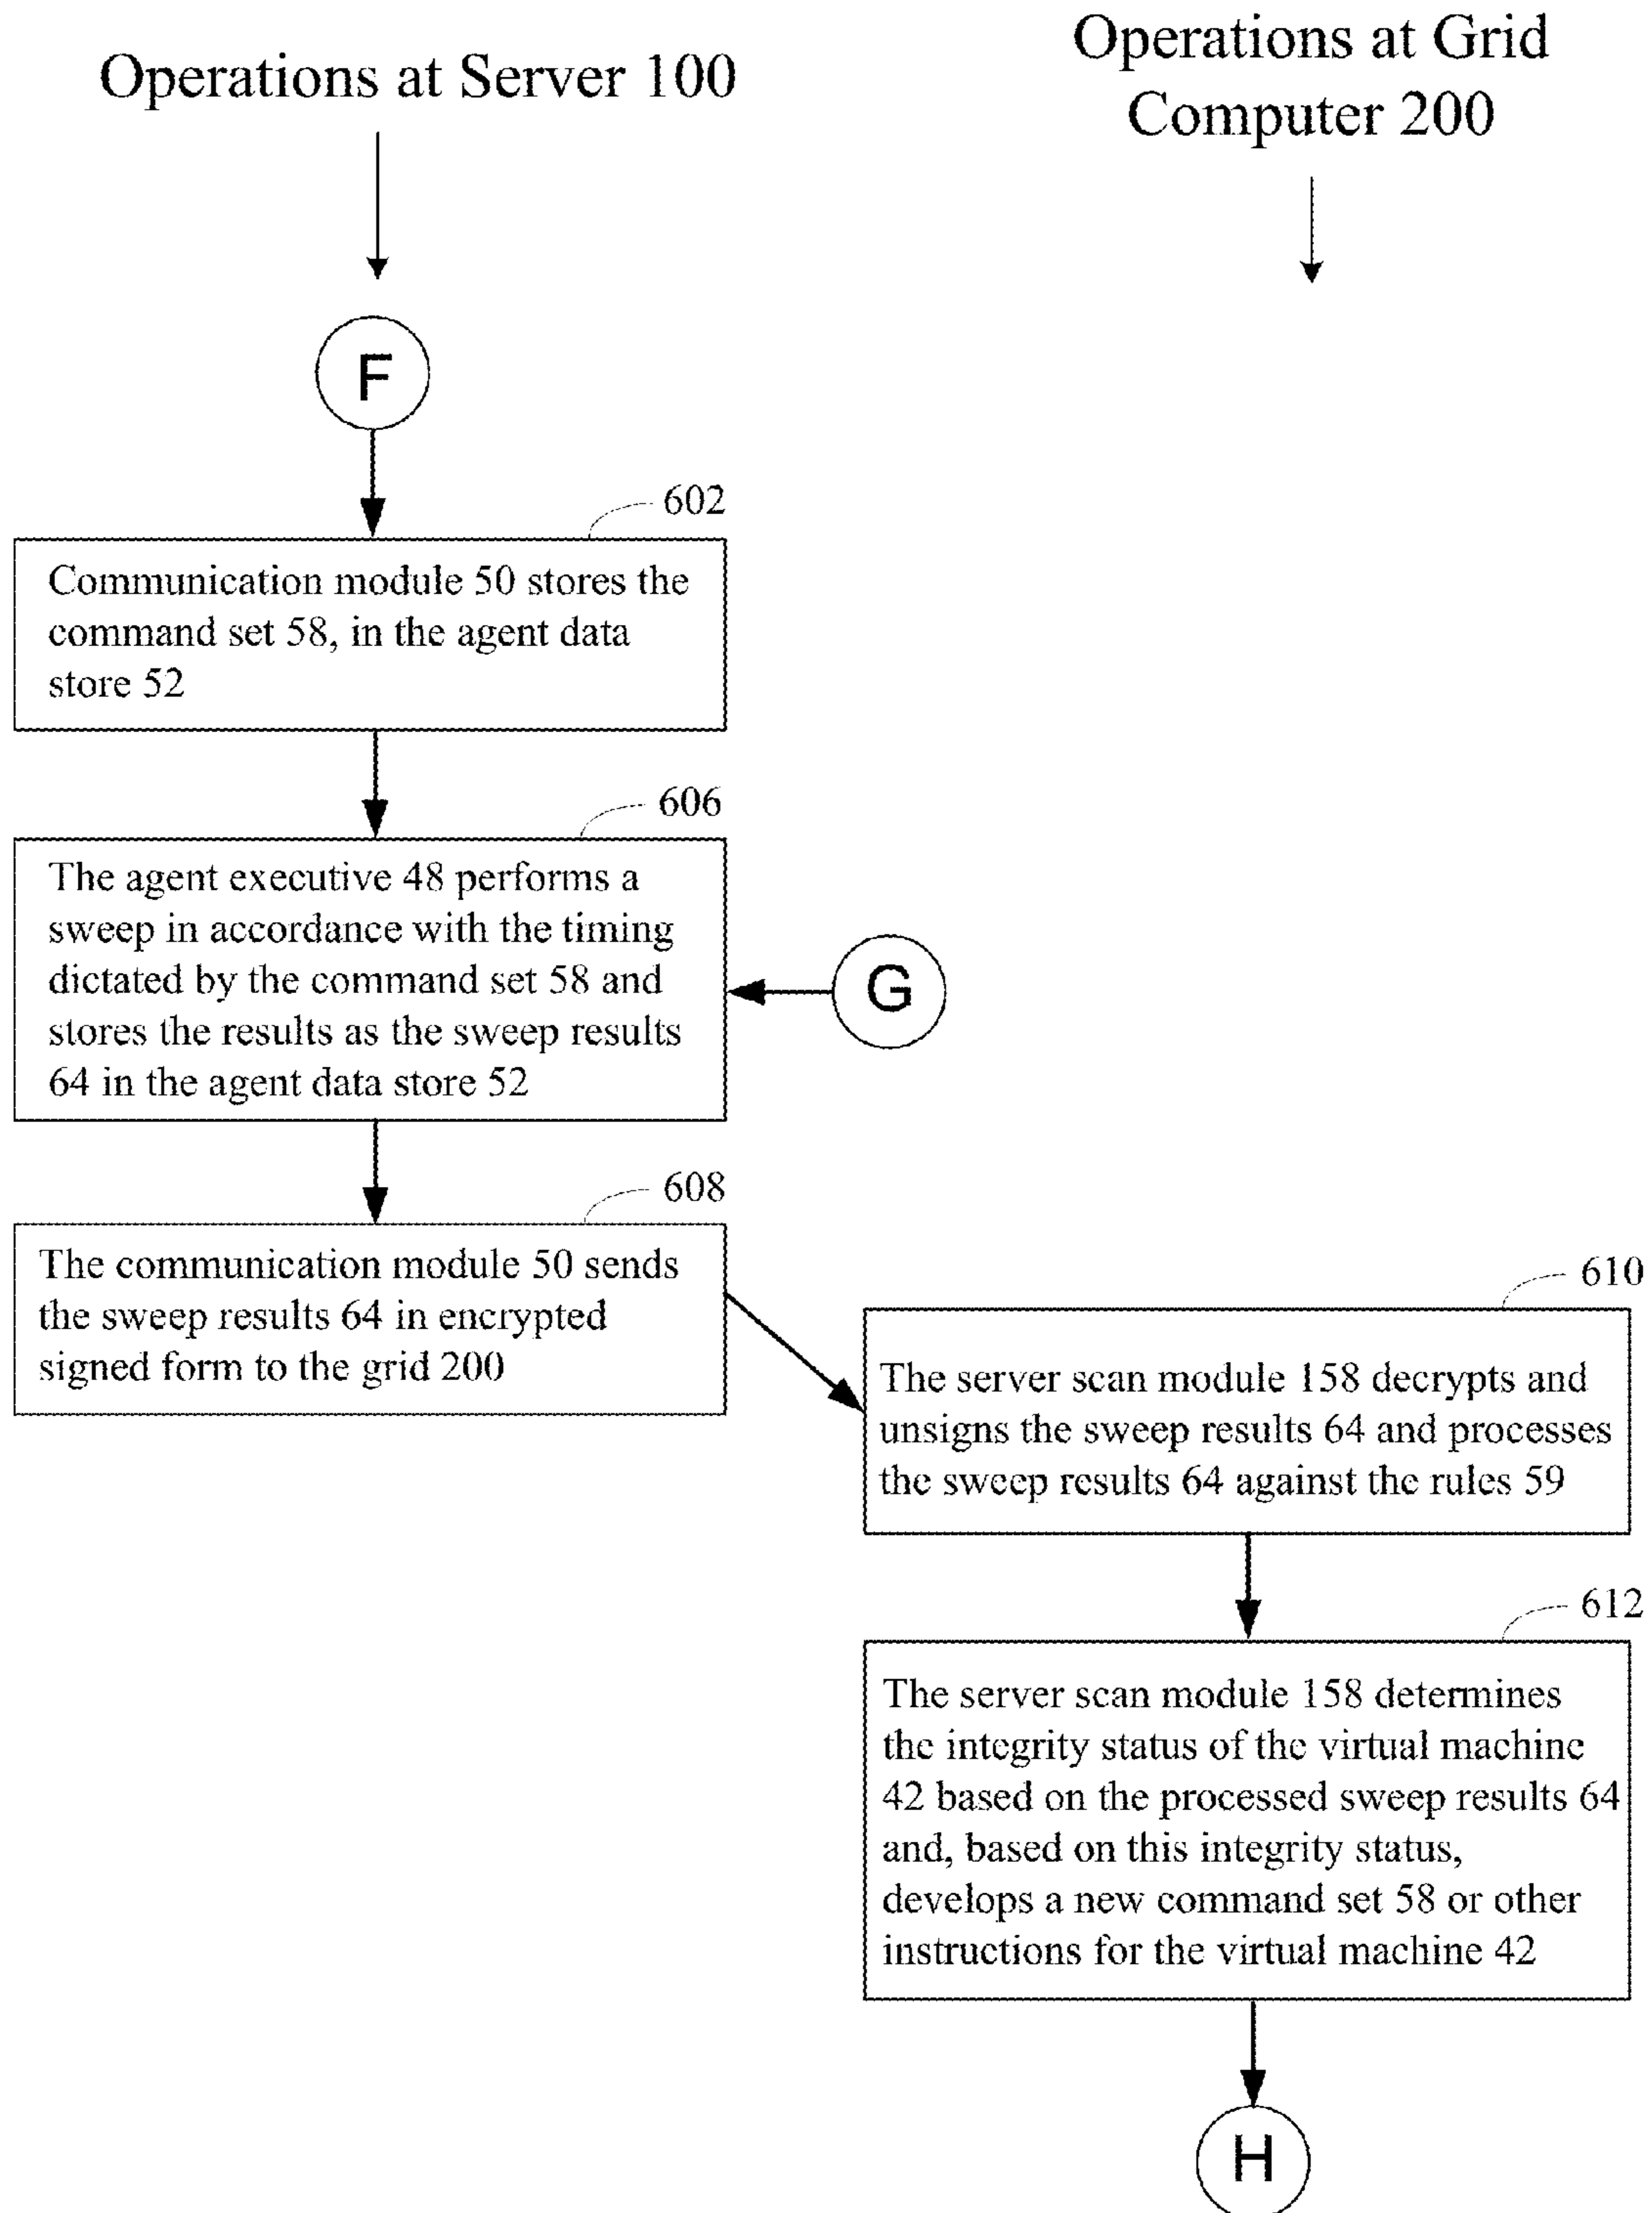 Operations at Server 100
Operations at Grid
Computer 200
F
602
Communication module 50 stores the
command set 58, in the agent data
store 52
606
The agent executive 48 performs a
sweep in accordance with the timing
dictated by the command set 58 and
stores the results as the sweep results
64 in the agent data store 52
G
608
The communication module 50 sends
the sweep results 64 in encrypted
signed form to the grid 200
610
The server scan module 158 decrypts and
unsigns the sweep results 64 and processes
the sweep results 64 against the rules 59
612
The server scan module 158 determines
the integrity status of the virtual machine
42 based on the processed sweep results 64
and, based on this integrity status,
develops a new command set 58 or other
instructions for the virtual machine 42
H